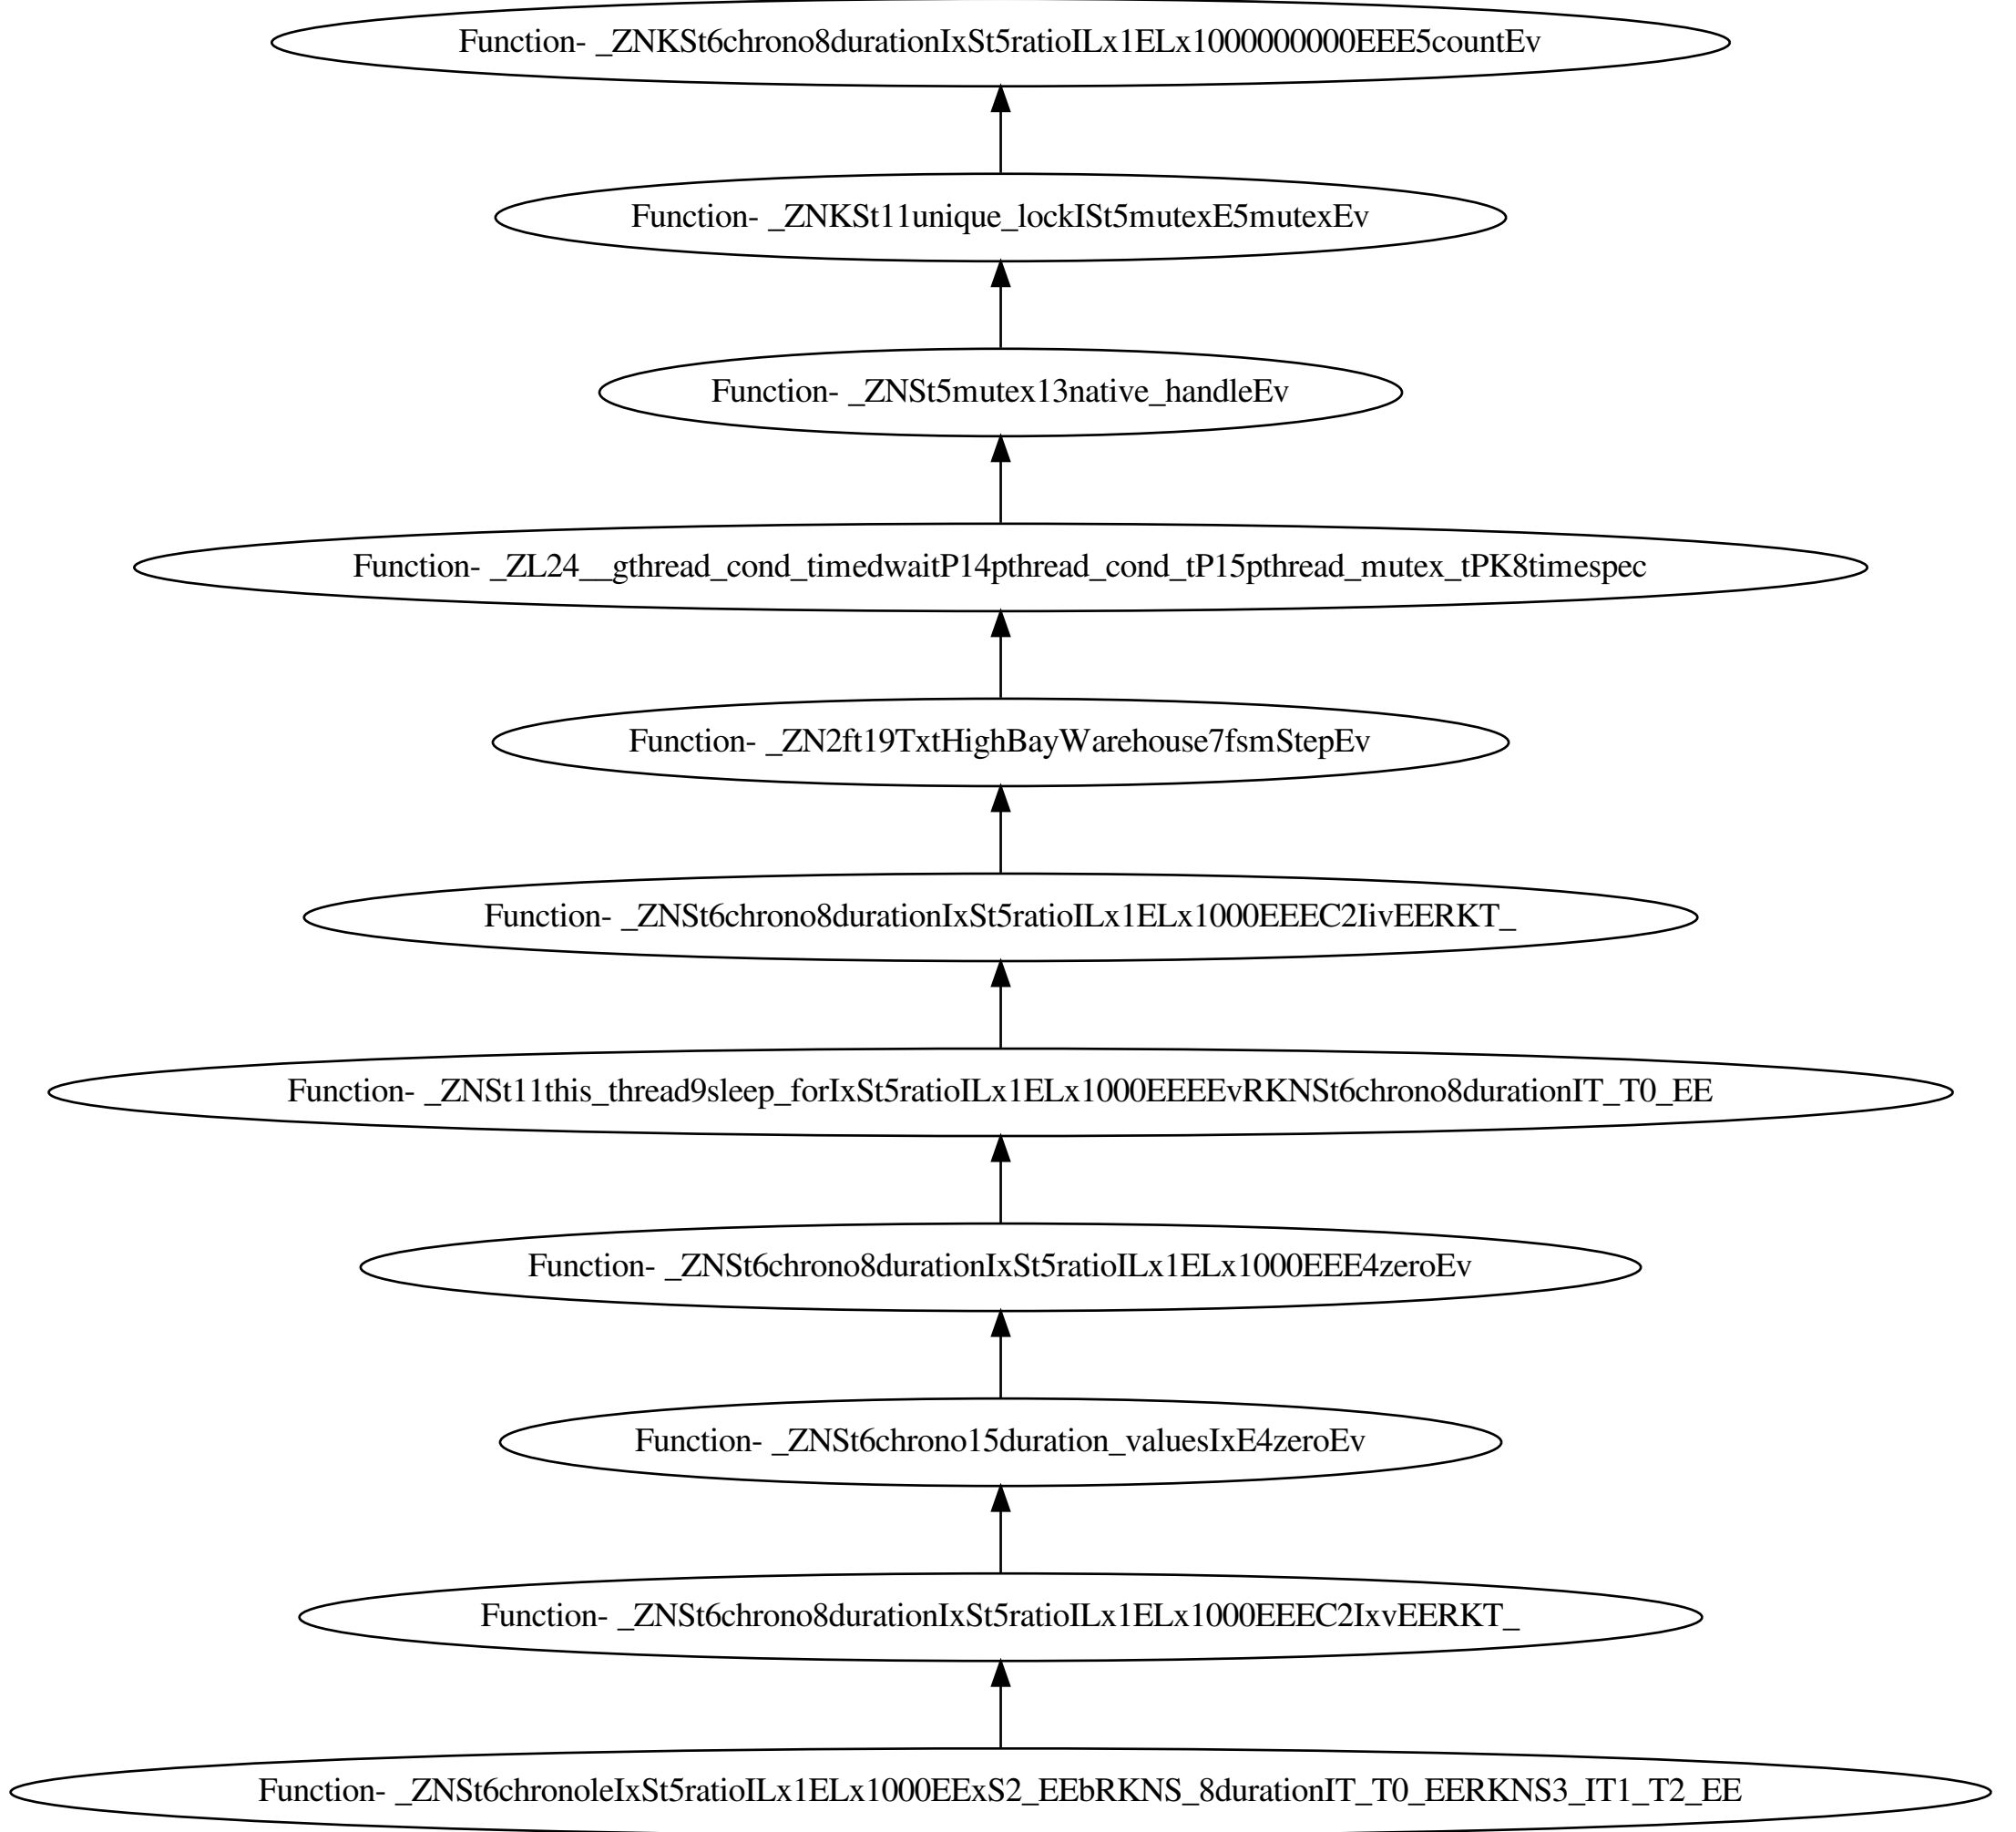 Function- _ZNKSt6chrono8durationIxSt5ratioILx1ELx1000000000EEE5countEv
Function- _ZNKSt11unique_lockISt5mutexE5mutexEv
Function- _ZNSt5mutex13native_handleEv
Function- _ZL24__gthread_cond_timedwaitP14pthread_cond_tP15pthread_mutex_tPK8timespec
Function- _ZN2ft19TxtHighBayWarehouse7fsmStepEv
Function- _ZNSt6chrono8durationIxSt5ratioILx1ELx1000EEEC2IivEERKT_
Function- _ZNSt11this_thread9sleep_forIxSt5ratioILx1ELx1000EEEEvRKNSt6chrono8durationIT_T0_EE
Function- _ZNSt6chrono8durationIxSt5ratioILx1ELx1000EEE4zeroEv
Function- _ZNSt6chrono15duration_valuesIxE4zeroEv
Function- _ZNSt6chrono8durationIxSt5ratioILx1ELx1000EEEC2IxvEERKT_
Function- _ZNSt6chronoleIxSt5ratioILx1ELx1000EExS2_EEbRKNS_8durationIT_T0_EERKNS3_IT1_T2_EE